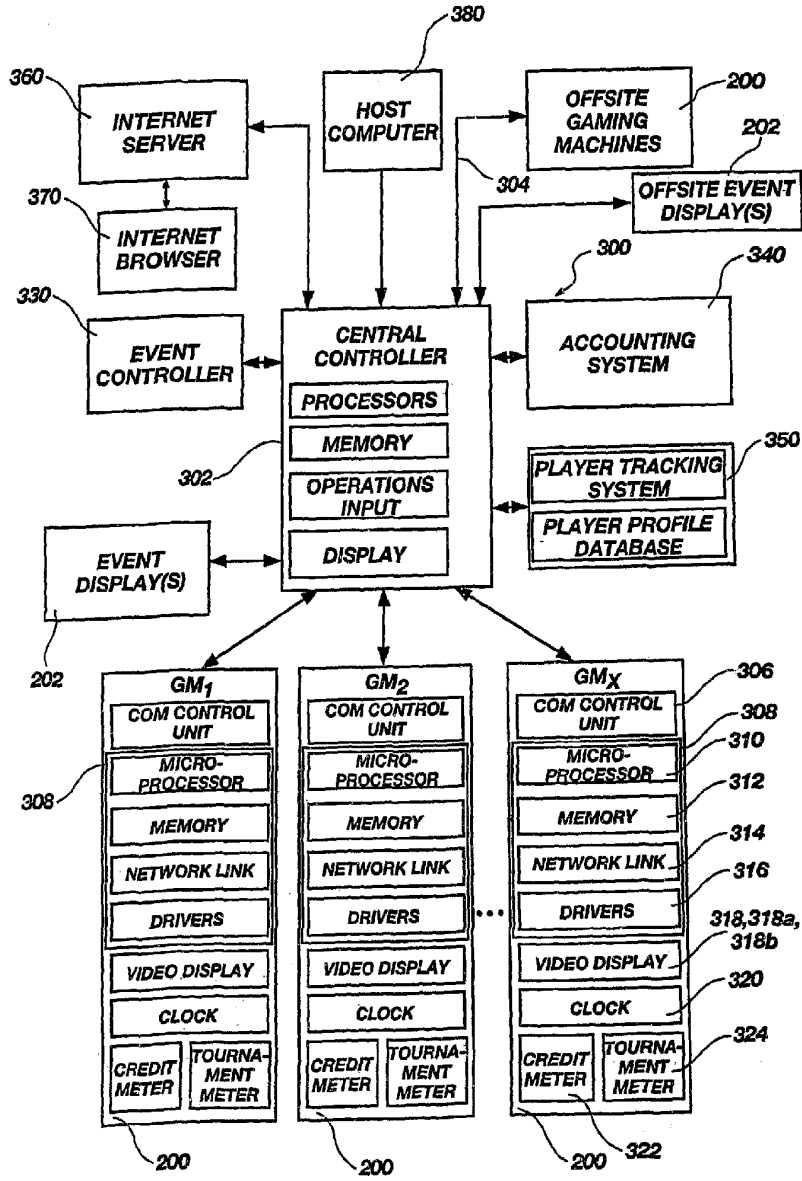 380
360
INTERNET
SERVER
HOST
COMPUTER
OFFSITE
GAMING
MACHINES
200
202
304
OFFSITE EVENT
DISPLAY(S)
370
INTERNET
BROWSER
300
340
330
EVENT
CONTROLLER
CENTRAL
CONTROLLER
ACCOUNTING
SYSTEM
PROCESSORS
MEMORY
302
OPERATIONS
INPUT
DISPLAY
350
PLAYER TRACKING
SYSTEM
PLAYER PROFILE
DATABASE
EVENT
DISPLAY(S)
202
GM1
COM CONTROL
UNIT
308
MICRO-
PROCESSOR
MEMORY
NETWORK LINK
DRIVERS
VIDEO DISPLAY
CLOCK
CREDIT
METER
TOURNA-
MENT
METER
200
GM2
COM CONTROL
UNIT
MICRO-
PROCESSOR
MEMORY
NETWORK LINK
DRIVERS
VIDEO DISPLAY
CLOCK
CREDIT
METER
TOURNA-
MENT
METER
200
...
GMX
COM CONTROL
UNIT
MICRO-
PROCESSOR
MEMORY
NETWORK LINK
DRIVERS
VIDEO DISPLAY
CLOCK
CREDIT
METER
TOURNA-
MENT
METER
200
306
308
310
312
314
316
318,318a,
318b
320
324
322